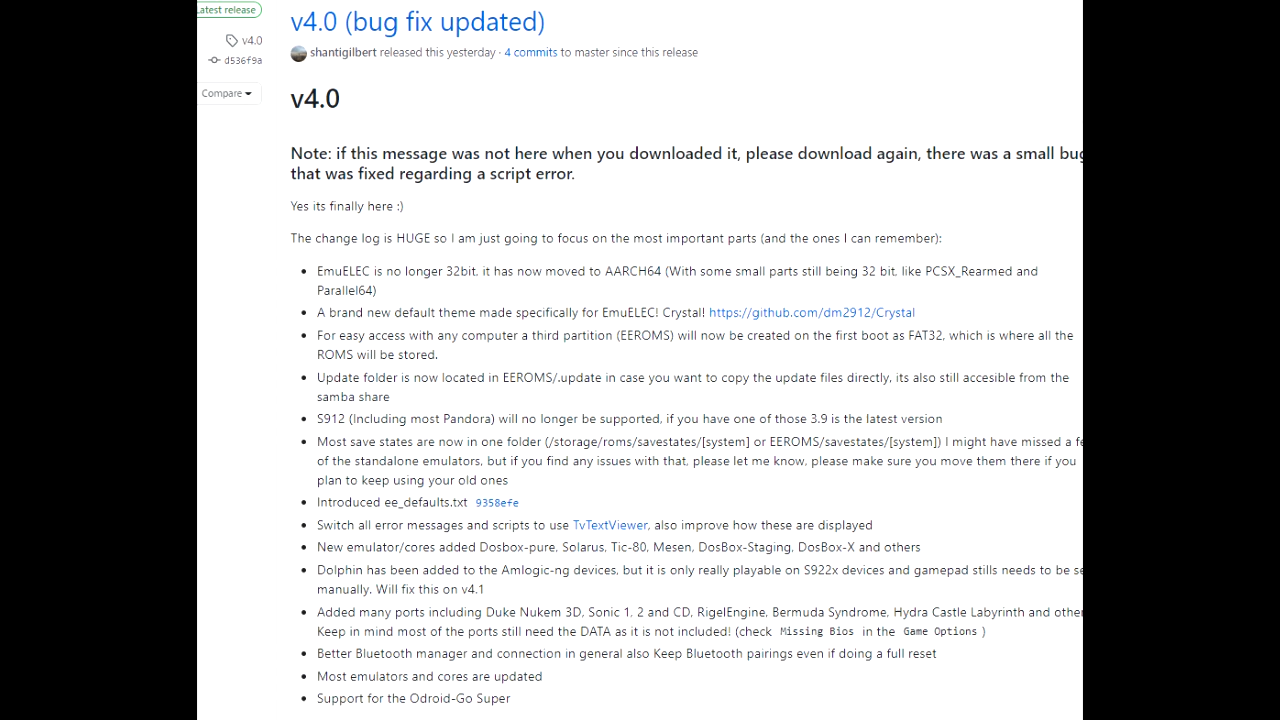 Latest release
v4.0 (bug fix updated)
v4.0
shantigilbert released this yesterday · 4 commits to master since this release
d536f9a
Compare
v4.0
Note: if this message was not here when you downloaded it, please download again, there was a small bug
that was fixed regarding a script error.
Yes its finally here :)
The change log is HUGE so I am just going to focus on the most important parts (and the ones I can remember):
• EmuELEC is no longer 32bit, it has now moved to AARCH64 (With some small parts still being 32 bit, like PCSX_Rearmed and
Parallel64)
• A brand new default theme made specifically for EmuELEC! Crystal! https://github.com/dm2912/Crystal
• For easy access with any computer a third partition (EEROMS) will now be created on the first boot as FAT32, which is where all the
ROMS will be stored.
• Update folder is now located in EEROMS/.update in case you want to copy the update files directly, its also still accesible from the
samba share
• S912 (Including most Pandora) will no longer be supported, if you have one of those 3.9 is the latest version
• Most save states are now in one folder (/storage/roms/savestates/[system] or EEROMS/savestates/[system]) I might have missed a fe
of the standalone emulators, but if you find any issues with that, please let me know, please make sure you move them there if you
plan to keep using your old ones
• Introduced ee_defaults.txt 9358efe
• Switch all error messages and scripts to use TvTextViewer, also improve how these are displayed
• New emulator/cores added Dosbox-pure, Solarus, Tic-80, Mesen, DosBox-Staging, DosBox-X and others
• Dolphin has been added to the Amlogic-ng devices, but it is only really playable on S922x devices and gamepad stills needs to be se
manually. Will fix this on v4.1
• Added many ports including Duke Nukem 3D, Sonic 1, 2 and CD, RigelEngine, Bermuda Syndrome, Hydra Castle Labyrinth and other
Keep in mind most of the ports still need the DATA as it is not included! (check Missing Bios in the Game Options )
• Better Bluetooth manager and connection in general also Keep Bluetooth pairings even if doing a full reset
• Most emulators and cores are updated
• Support for the Odroid-Go Super